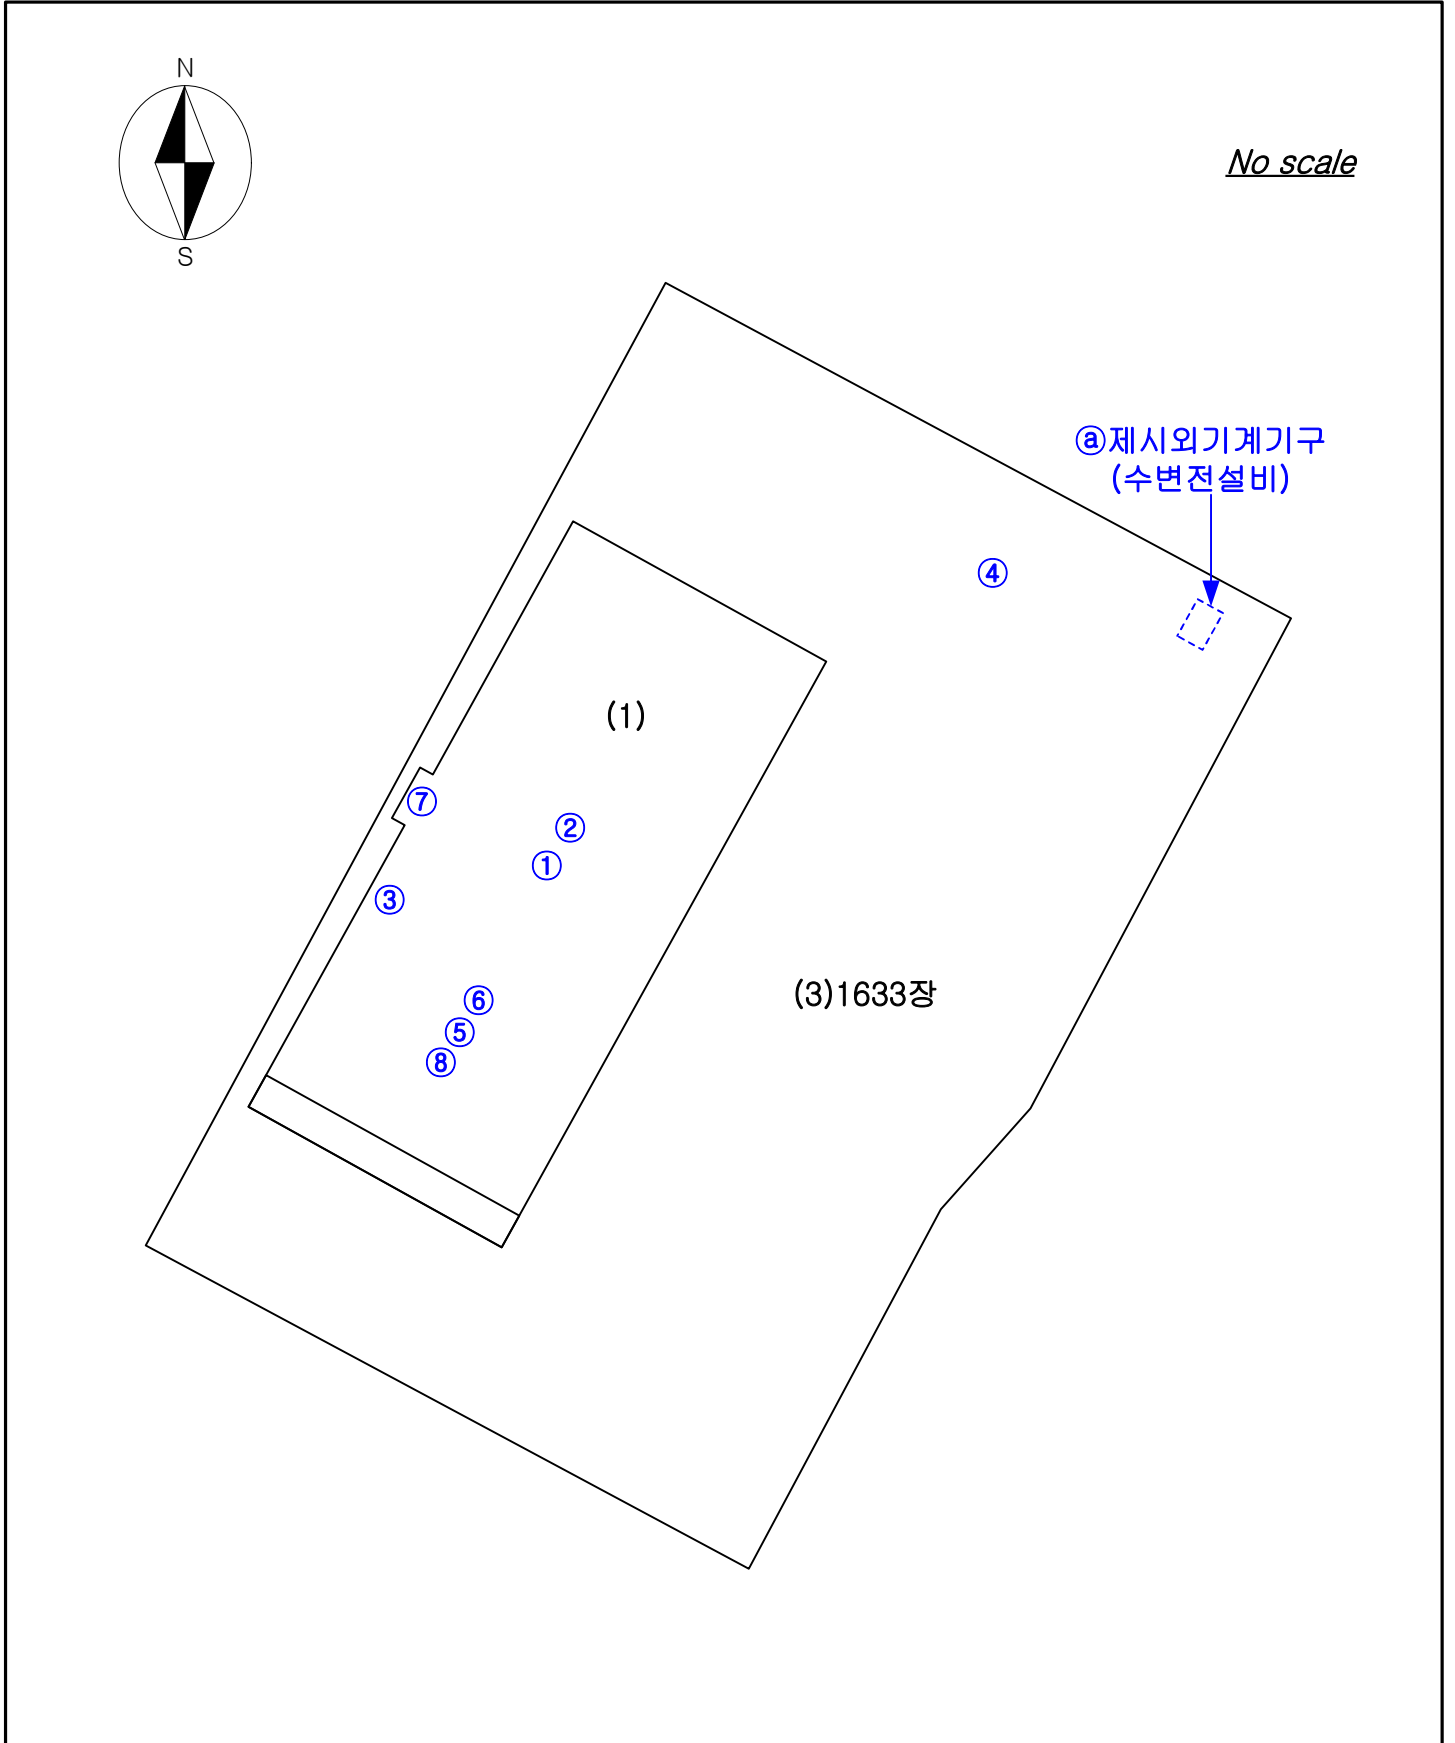 N
No scale
S
ⓐ제시외기계기구
(수변전설비)
④
(1)
⑦
②
①
③
(3)1633장
⑥
⑤
⑧